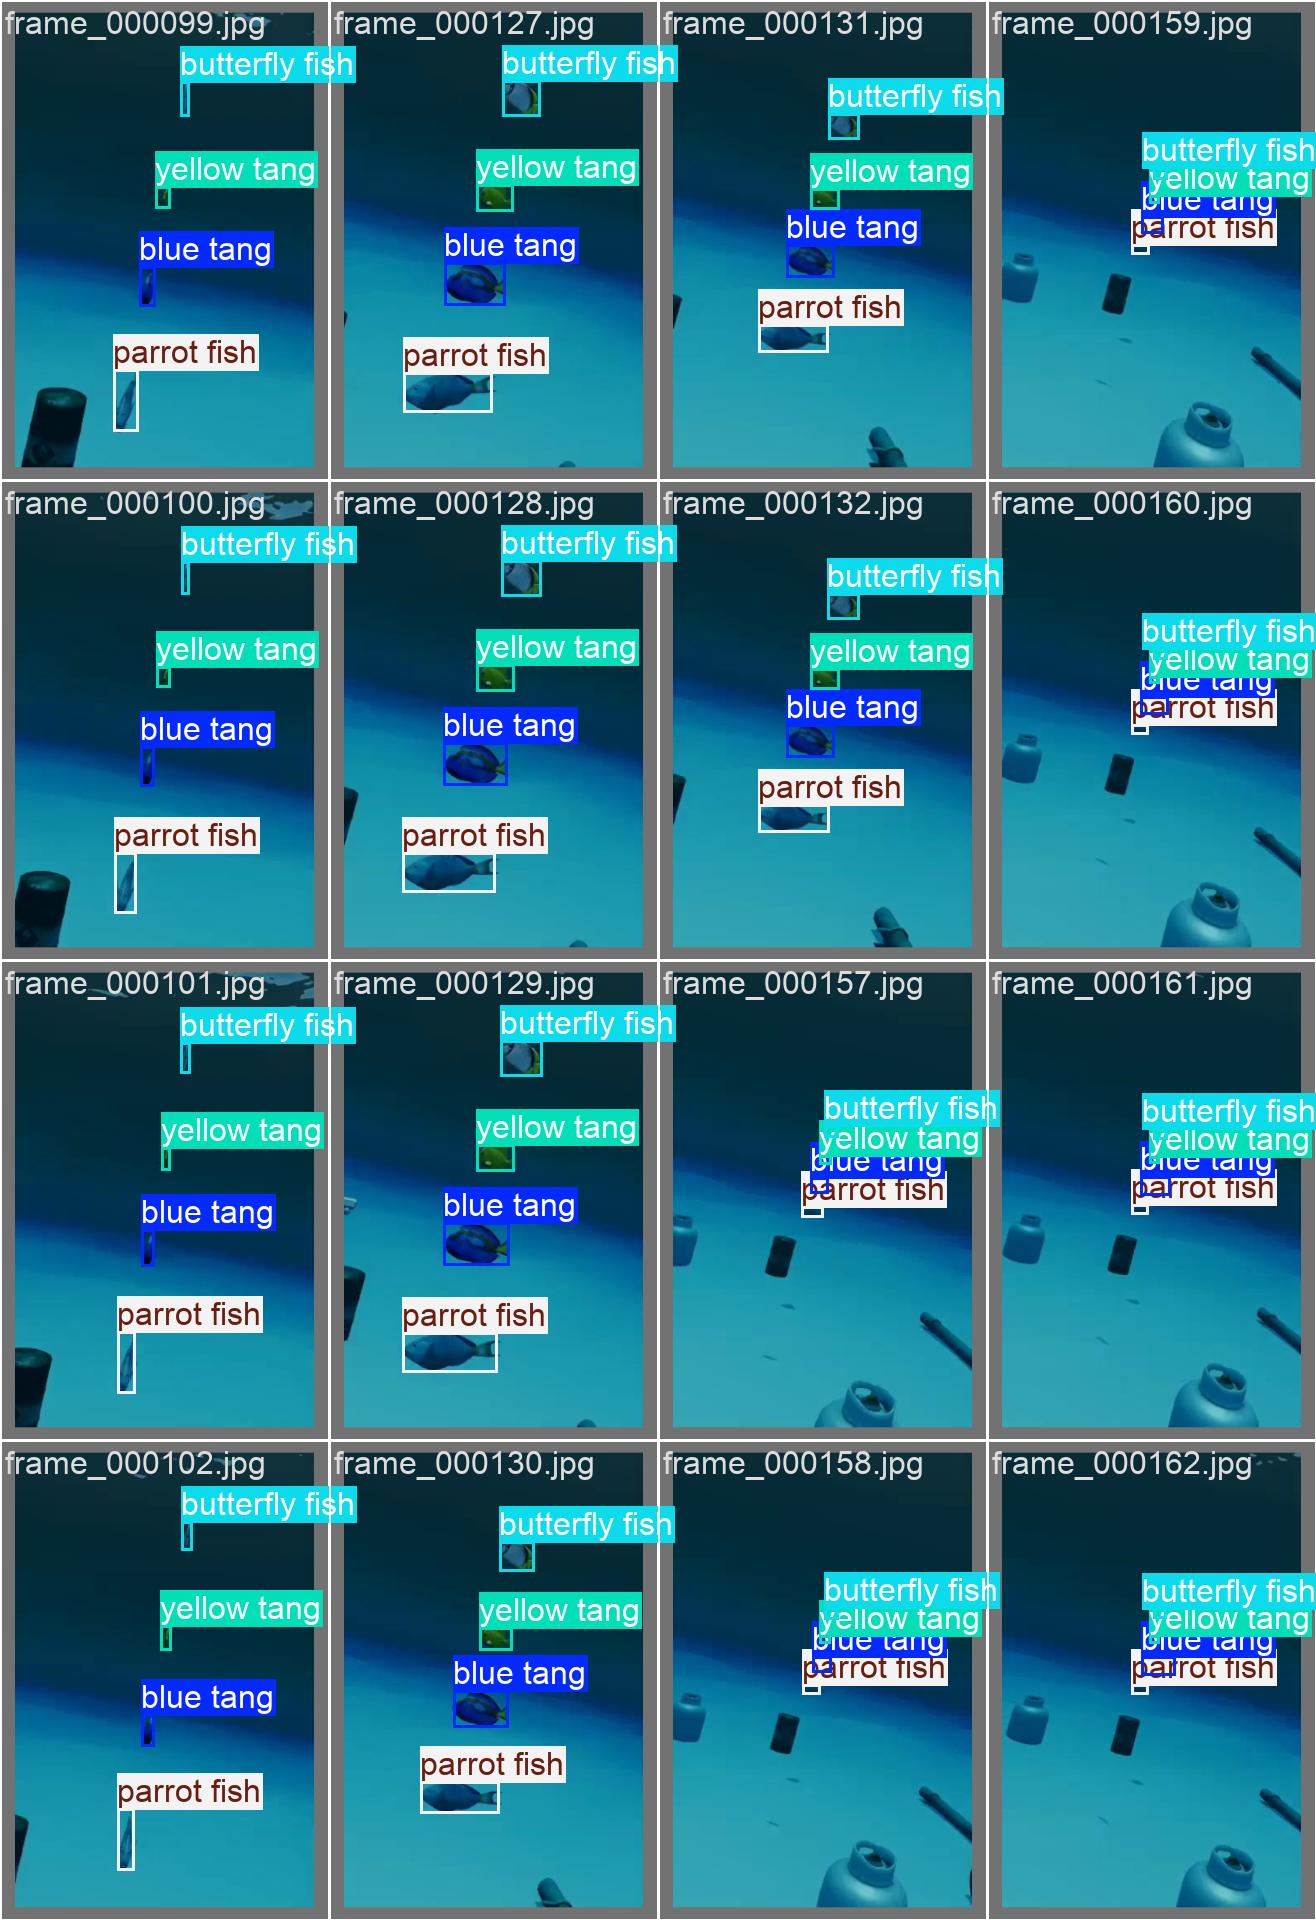 frame_000099.jpg
butterfly fish
yellow tang
blue tang
parrot fish
frame_000127.jpg
butterfly fish
yellow tang
blue tang
parrot fish
frame_000131.jpg
butterfly fish
yellow tang
blue tang
parrot fish
frame_000159.jpg
butterfly fish
yellow tang
blue tang
parrot fish
frame_000100.jpg
butterfly fish
yellow tang
blue tang
parrot fish
frame_000128.jpg
butterfly fish
yellow tang
blue tang
parrot fish
frame_000132.jpg
butterfly fish
yellow tang
blue tang
parrot fish
frame_000160.jpg
butterfly fish
yellow tang
blue tang
parrot fish
frame_000101.jpg
butterfly fish
yellow tang
blue tang
parrot fish
frame_000129.jpg
butterfly fish
yellow tang
blue tang
parrot fish
frame_000157.jpg
butterfly fish
yellow tang
blue tang
parrot fish
frame_000161.jpg
butterfly fish
yellow tang
blue tang
parrot fish
frame_000102.jpg
butterfly fish
yellow tang
blue tang
parrot fish
frame_000130.jpg
butterfly fish
yellow tang
blue tang
parrot fish
frame_000158.jpg
butterfly fish
yellow tang
blue tang
parrot fish
frame_000162.jpg
butterfly fish
yellow tang
blue tang
parrot fish